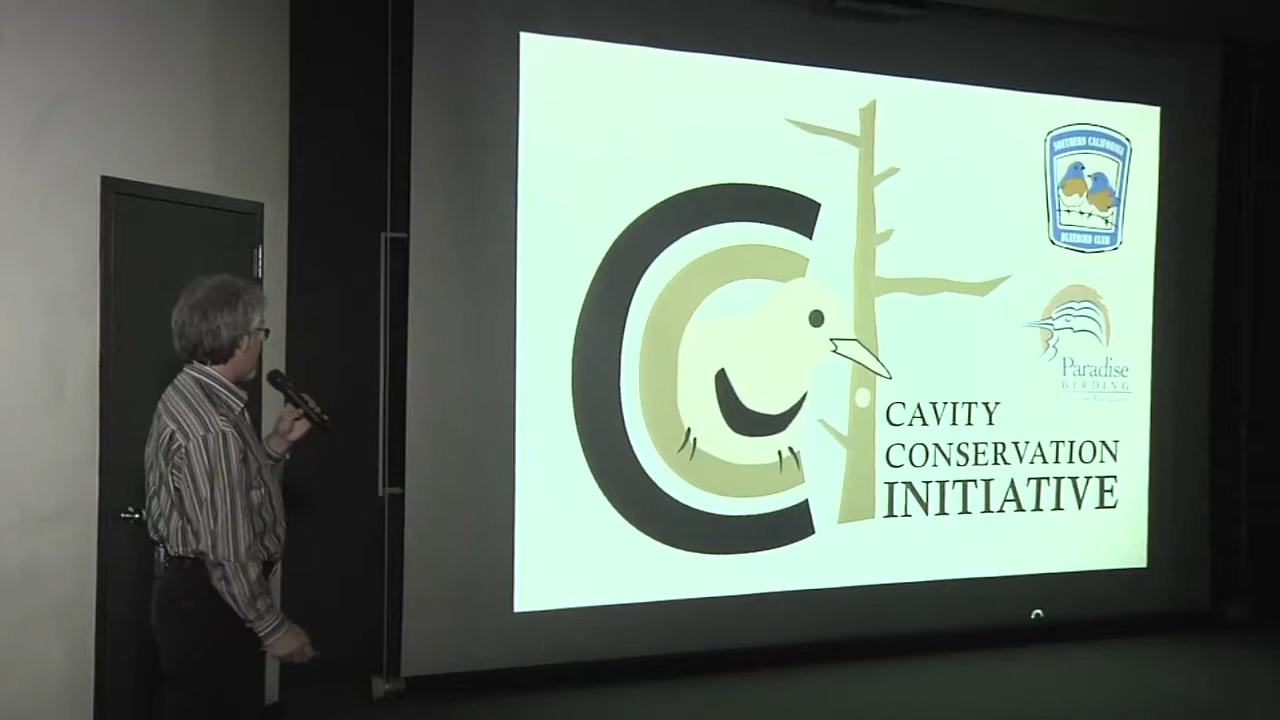 SOUTHERN CALIFORNIA
BLUEBIRD CLUB
Paradise
BIRDING
CAVITY
CONSERVATION
INITIATIVE